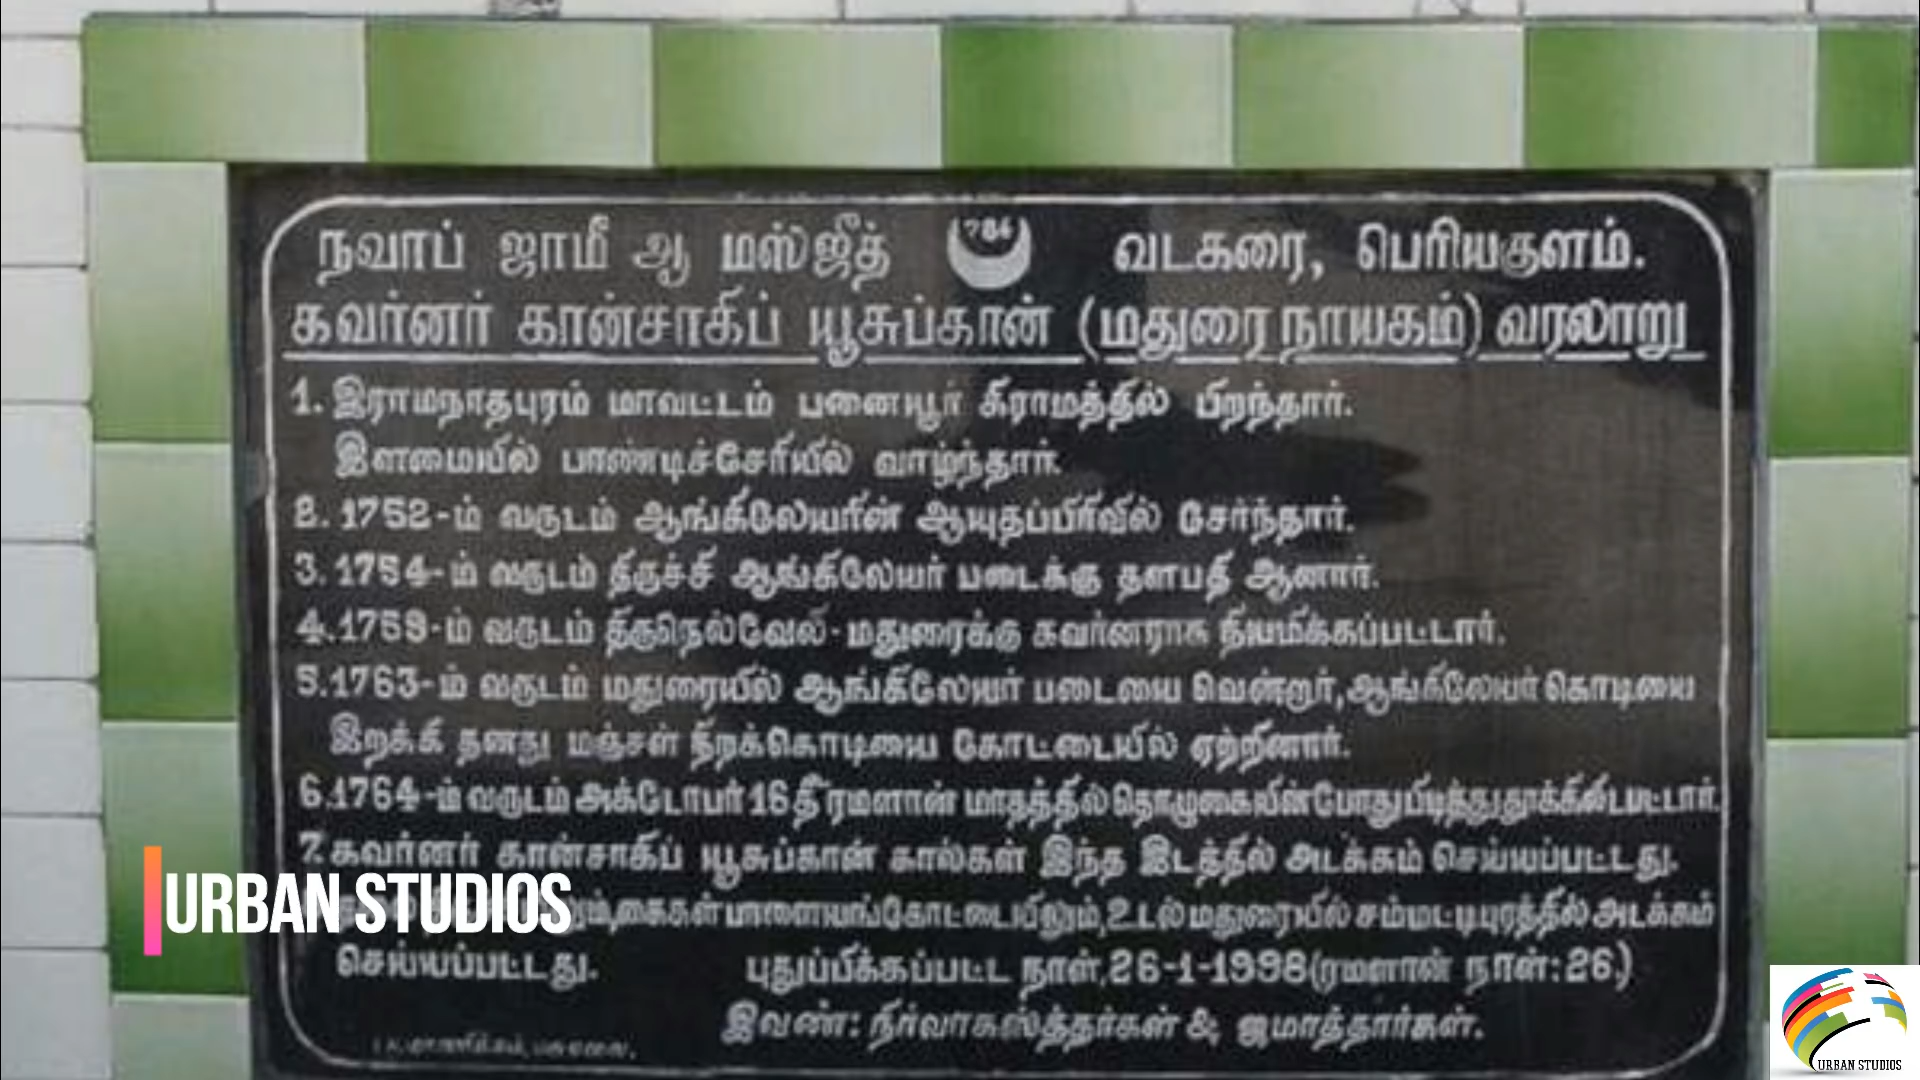 நவாப் ஜாமீ ஆ மஸ்ஜீத் 786 வடகரை, பெரியகுளம்.
கவர்னர் கான்சாகிப் யூசுப்கான் (மதுரை நாயகம்) வரலாறு
1. இராமநாதபுரம் மாவட்டம் பனையூர் கிராமத்தில் பிறந்தார்.
இளமையில் பாண்டிச்சேரியில் வாழ்ந்தார்.
2. 1752-ம் வருடம் ஆங்கிலேயரின் ஆயுதப்பிரிவில் சேர்ந்தார்.
3. 1754-ம் வருடம் திருச்சி ஆங்கிலேயர் படைக்கு தளபதி ஆனார்.
4. 1759-ம் வருடம் திருநெல்வேலி-மதுரைக்கு கவர்னராக நியமிக்கப்பட்டார்.
5. 1763-ம் வருடம் மதுரையில் ஆங்கிலேயர் படையை வென்றார், ஆங்கிலேயர் கொடியை
இறக்கி தனது மஞ்சள் நிறக்கொடியை கோட்டையில் ஏற்றினார்.
6. 1764-ம் வருடம் அக்டோபர் 16தீ ரமளான் மாதத்தில் தொழுகையின்போது பிடித்து தூக்கிலிடபட்டார்.
7. கவர்னர் கான்சாகிப் யூசுப்கான் கால்கள் இந்த இடத்தில் அடக்கம் செய்யப்பட்டது.
கைகள் பாளையங்கோட்டையிலும், உடல் மதுரையில் சம்மட்டிபுரத்தில் அடக்கம்
செய்யப்பட்டது. புதுப்பிக்கப்பட்ட நாள், 26-1-1998 (ரமளான் நாள்: 26.)
இவண்: நிர்வாகஸ்த்தர்கள் & ஜமாத்தார்கள்.
URBAN STUDIOS
URBAN STUDIOS